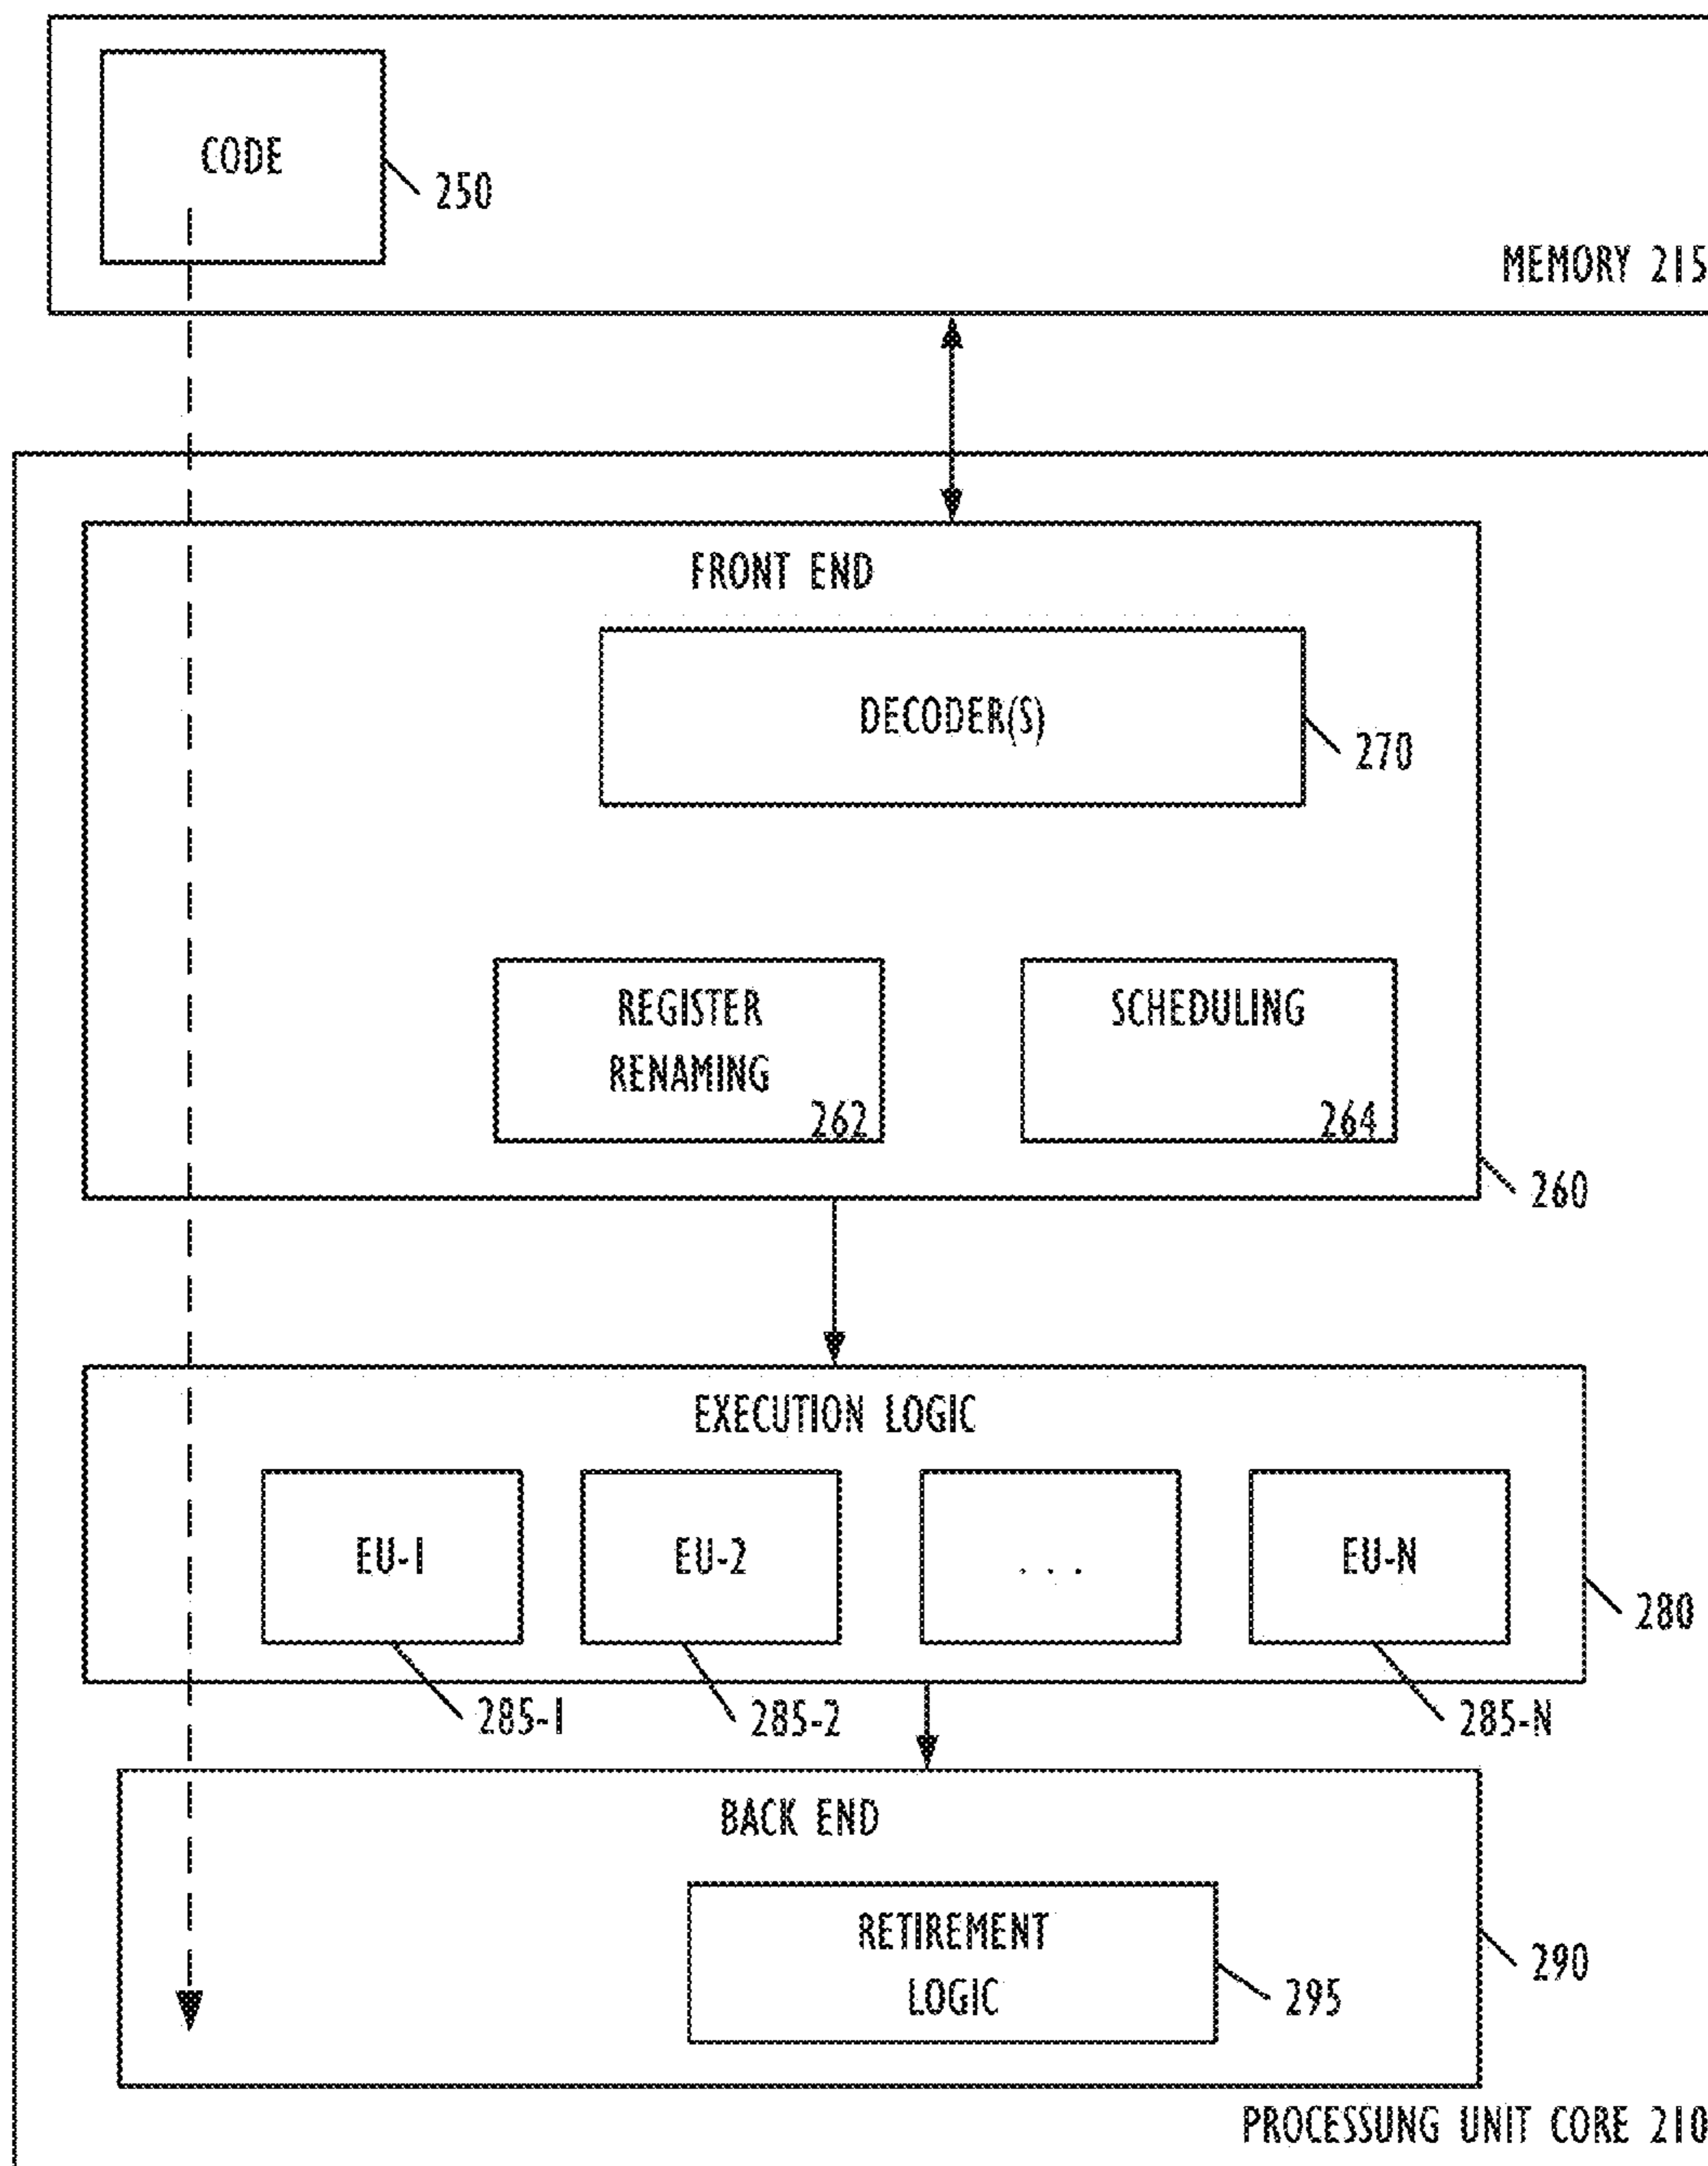 CODE
250
MEMORY 215
FRONT END
DECODER(S)
270
REGISTER
RENAMING
262
SCHEDULING
264
260
EXECUTION LOGIC
EU-1
EU-2
. . .
EU-N
280
285-1
285-2
285-N
BACK END
RETIREMENT
LOGIC
295
290
PROCESSUNG UNIT CORE 210